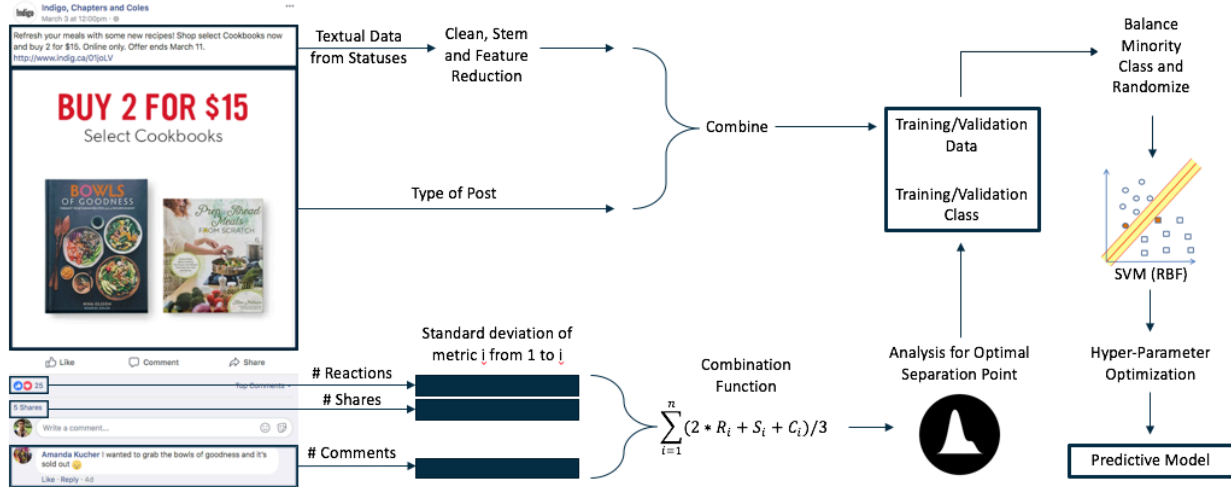 Indigo
Indigo, Chapters and Coles
March 3 at 12:00pm ·
Refresh your meals with some new recipes! Shop select Cookbooks now
and buy 2 for $15. Online only. Offer ends March 11.
http://www.indig.ca/01joLV
BUY 2 FOR $15
Select Cookbooks
BOWLS
OF GOODNESS
Prep-Ahead
Meals
FROM SCRATCH
Like
Comment
Share
25
Top Comments
5 Shares
Write a comment...
Amanda Kucher I wanted to grab the bowls of goodness and it's
sold out
Like · Reply · 4d
Textual Data
from Statuses
Clean, Stem
and Feature
Reduction
Type of Post
Combine
Training/Validation
Data
Training/Validation
Class
Balance
Minority
Class and
Randomize
SVM (RBF)
Hyper-Parameter
Optimization
Predictive Model
Standard deviation of
metric i from 1 to i
# Reactions
# Shares
# Comments
Combination
Function
n
∑(2 * R_i + S_i + C_i)/3
i=1
Analysis for Optimal
Separation Point